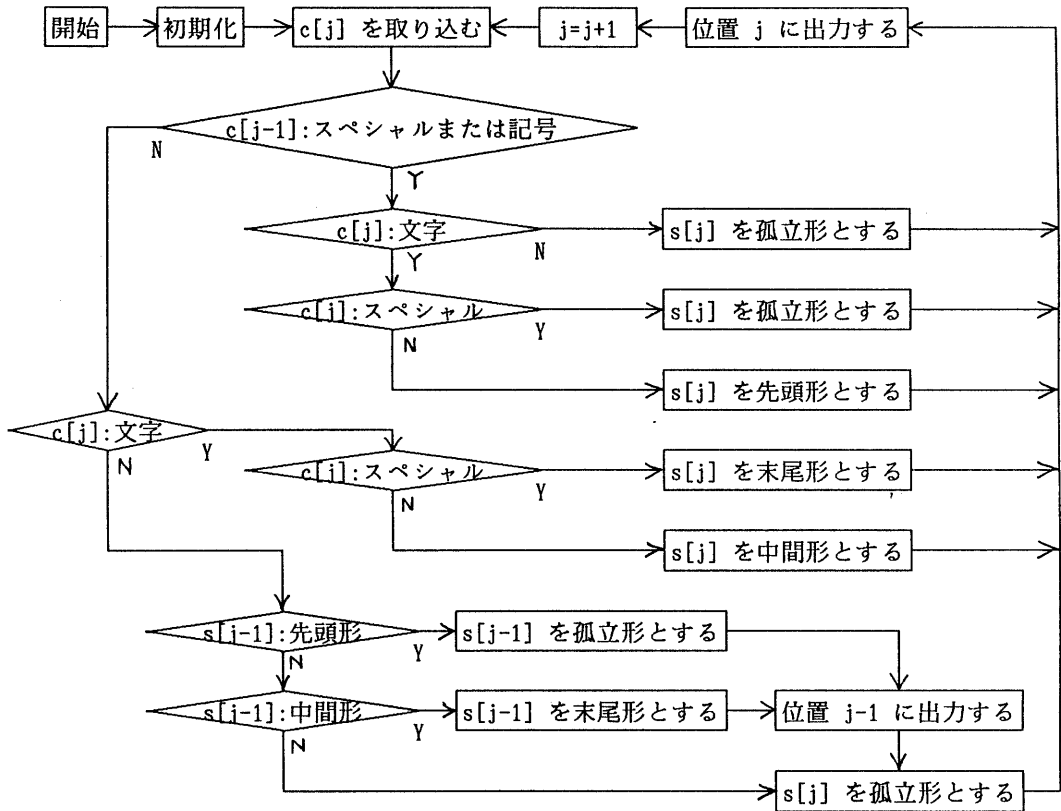 開始
初期化
c[j] を取り込む
j=j+1
位置 j に出力する
c[j-1]:スペシャルまたは記号
N
Y
c[j]:文字
N
s[j] を孤立形とする
Y
c[j]:スペシャル
Y
s[j] を孤立形とする
N
s[j] を先頭形とする
c[j]:文字
Y
N
c[j]:スペシャル
Y
s[j] を末尾形とする
N
s[j] を中間形とする
s[j-1]:先頭形
Y
s[j-1] を孤立形とする
N
s[j-1]:中間形
Y
s[j-1] を末尾形とする
位置 j-1 に出力する
N
s[j] を孤立形とする